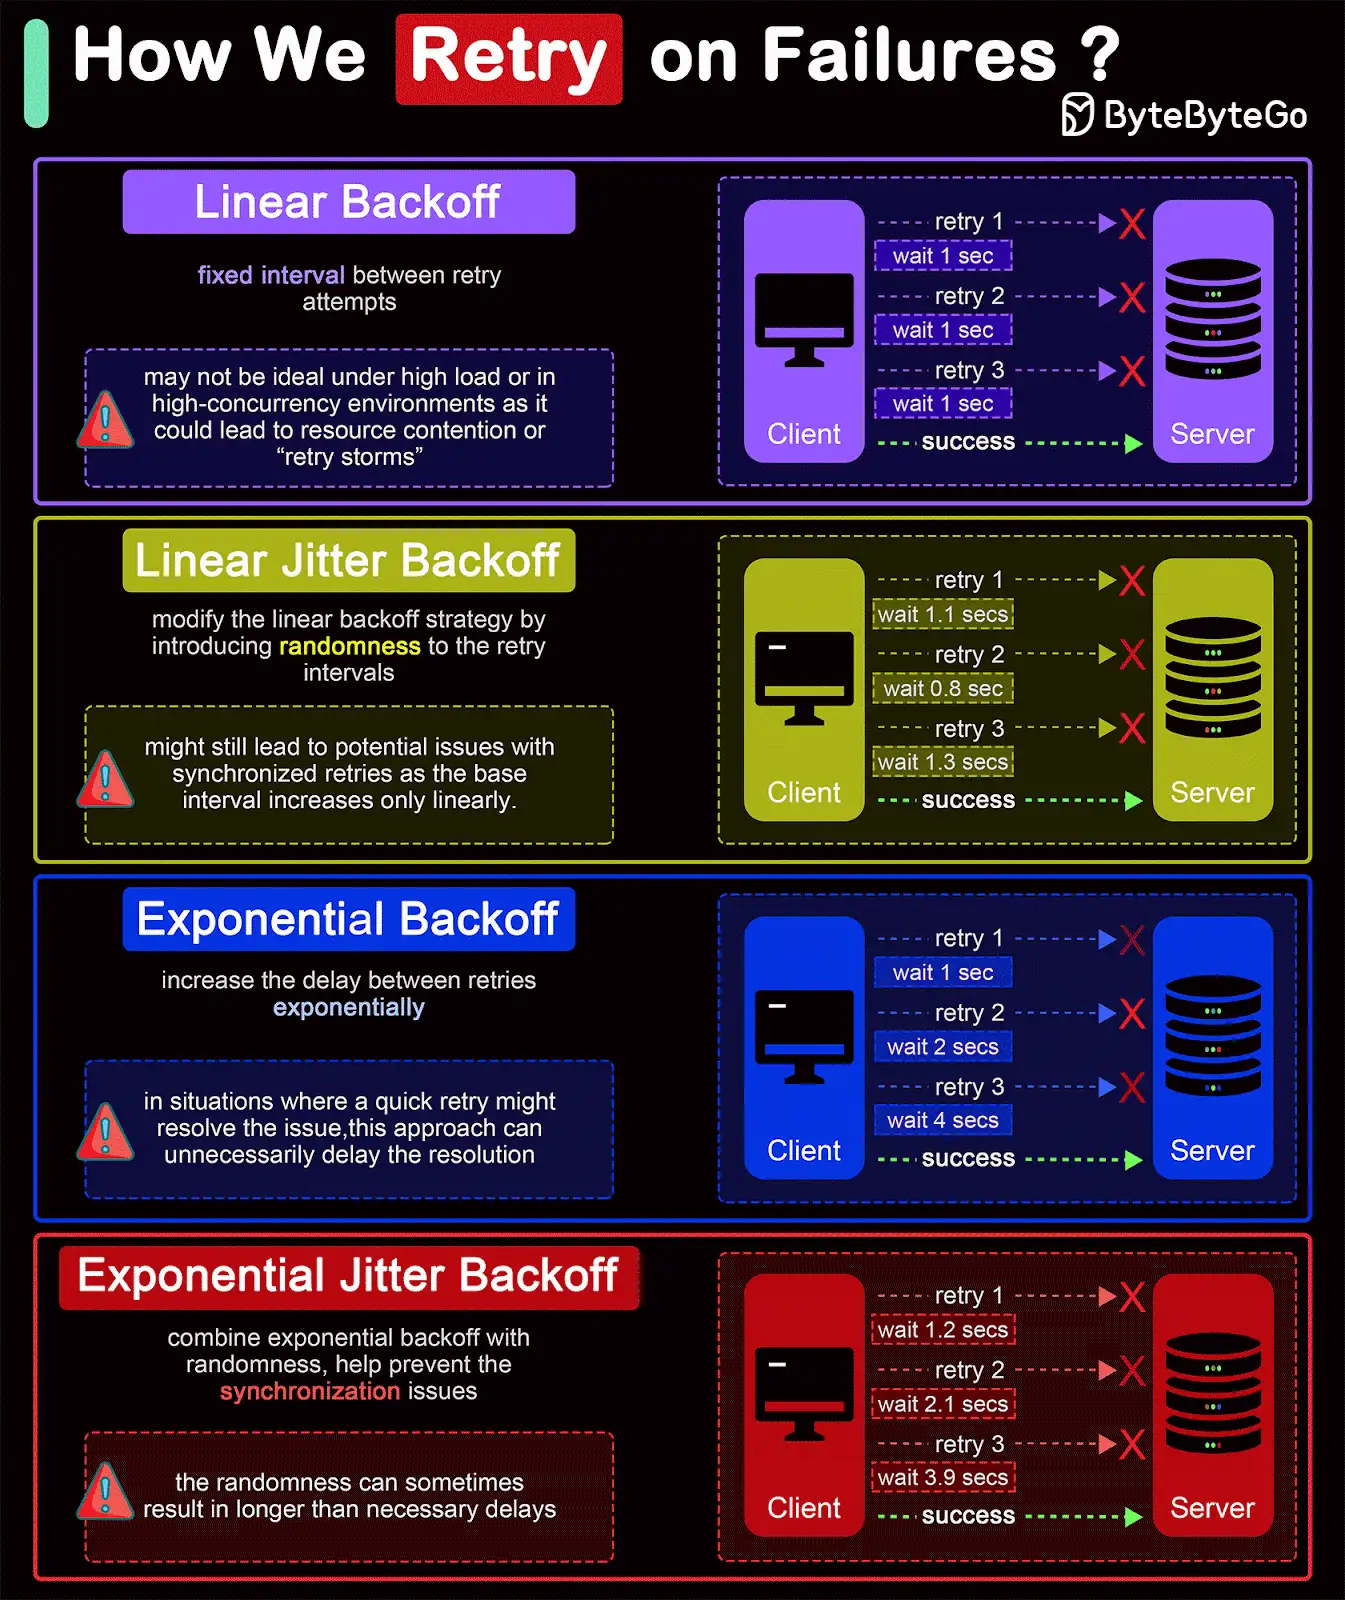 How We Retry on Failures ?
ByteByteGo
Linear Backoff
fixed interval between retry
attempts
may not be ideal under high load or in
high-concurrency environments as it
could lead to resource contention or
“retry storms”
retry 1
wait 1 sec
retry 2
wait 1 sec
retry 3
wait 1 sec
success
Client
Server
Linear Jitter Backoff
modify the linear backoff strategy by
introducing randomness to the retry
intervals
might still lead to potential issues with
synchronized retries as the base
interval increases only linearly.
retry 1
wait 1.1 secs
retry 2
wait 0.8 sec
retry 3
wait 1.3 secs
success
Client
Server
Exponential Backoff
increase the delay between retries
exponentially
in situations where a quick retry might
resolve the issue,this approach can
unnecessarily delay the resolution
retry 1
wait 1 sec
retry 2
wait 2 secs
retry 3
wait 4 secs
success
Client
Server
Exponential Jitter Backoff
combine exponential backoff with
randomness, help prevent the
synchronization issues
the randomness can sometimes
result in longer than necessary delays
retry 1
wait 1.2 secs
retry 2
wait 2.1 secs
retry 3
wait 3.9 secs
success
Client
Server